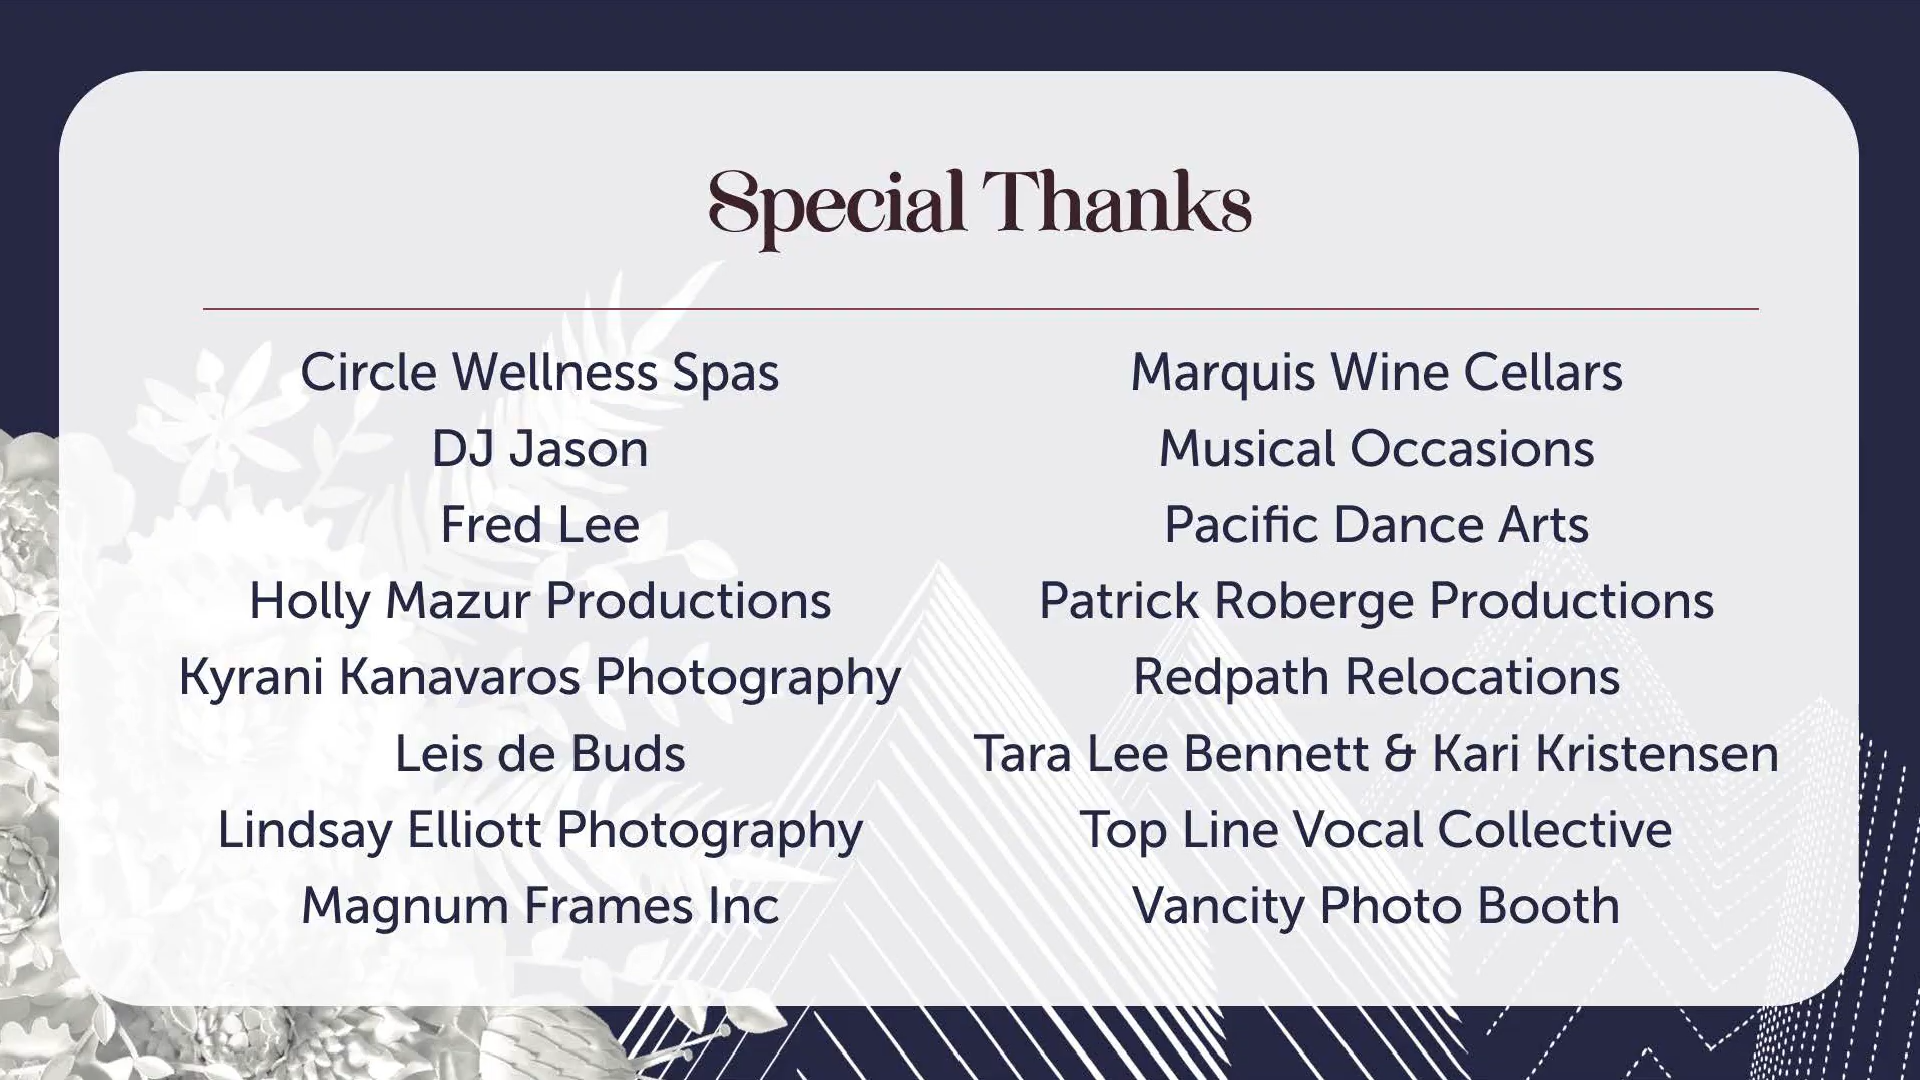 Special Thanks
Circle Wellness Spas
DJ Jason
Fred Lee
Holly Mazur Productions
Kyrani Kanavaros Photography
Leis de Buds
Lindsay Elliott Photography
Magnum Frames Inc
Marquis Wine Cellars
Musical Occasions
Pacific Dance Arts
Patrick Roberge Productions
Redpath Relocations
Tara Lee Bennett & Kari Kristensen
Top Line Vocal Collective
Vancity Photo Booth